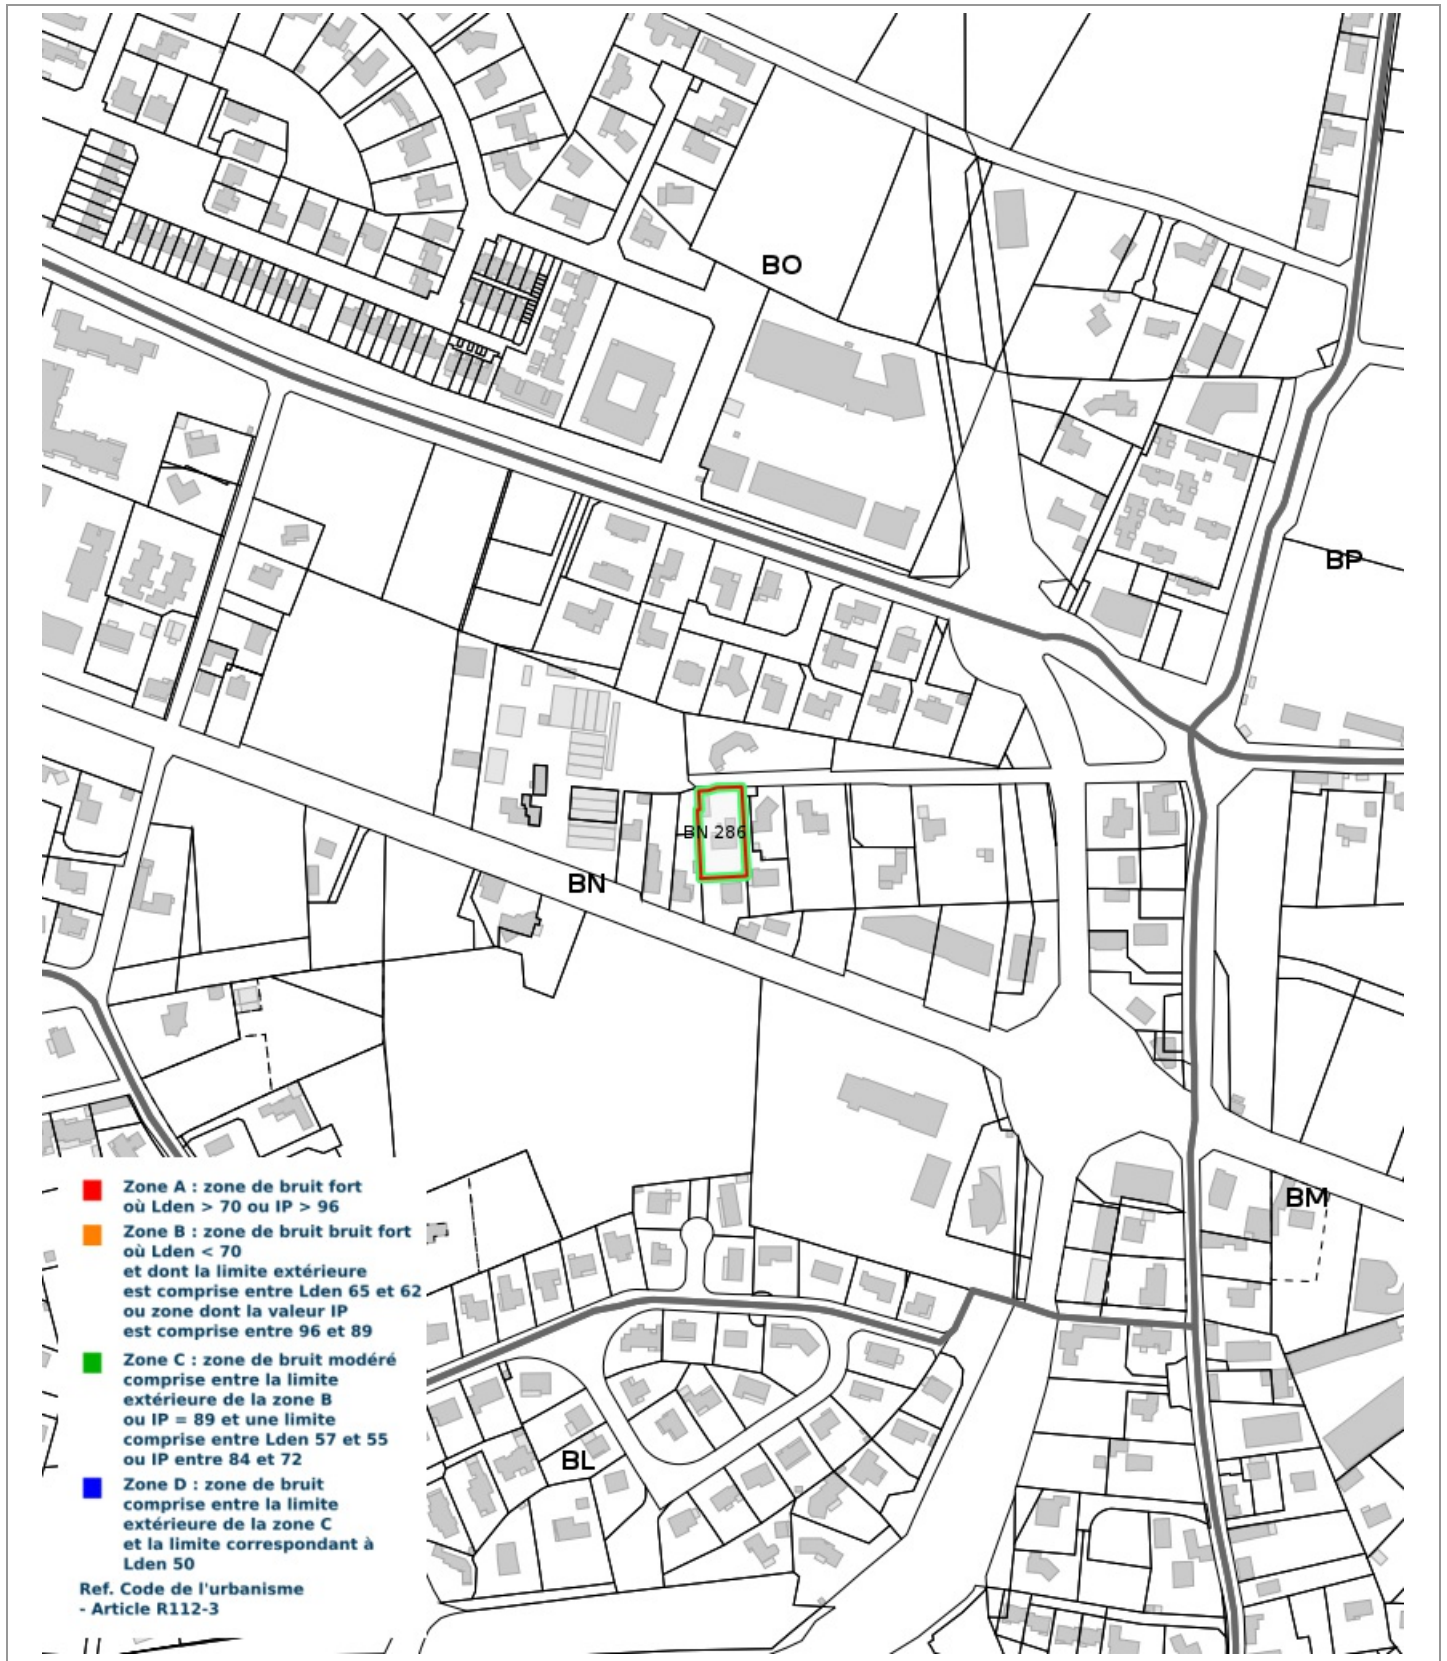 BO
BP
BN 286
BN
Zone A : zone de bruit fort
où Lden > 70 ou IP > 96
Zone B : zone de bruit bruit fort
où Lden < 70
et dont la limite extérieure
est comprise entre Lden 65 et 62
ou zone dont la valeur IP
est comprise entre 96 et 89
Zone C : zone de bruit modéré
comprise entre la limite
extérieure de la zone B
ou IP = 89 et une limite
comprise entre Lden 57 et 55
ou IP entre 84 et 72
Zone D : zone de bruit
comprise entre la limite
extérieure de la zone C
et la limite correspondant à
Lden 50
Ref. Code de l'urbanisme
- Article R112-3
BM
BL